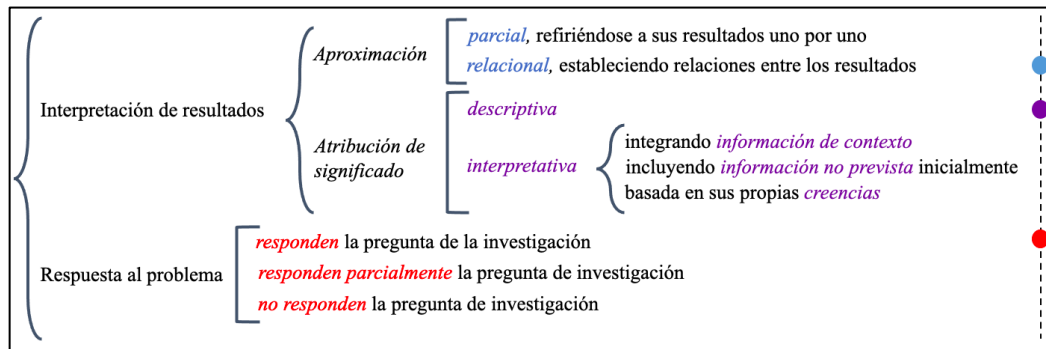 parcial, refiriéndose a sus resultados uno por uno
Aproximación
relacional, estableciendo relaciones entre los resultados
Interpretación de resultados
descriptiva
Atribución de
significado
integrando información de contexto
interpretativa
incluyendo información no prevista inicialmente
basada en sus propias creencias
responden la pregunta de la investigación
Respuesta al problema
responden parcialmente la pregunta de investigación
no responden la pregunta de investigación